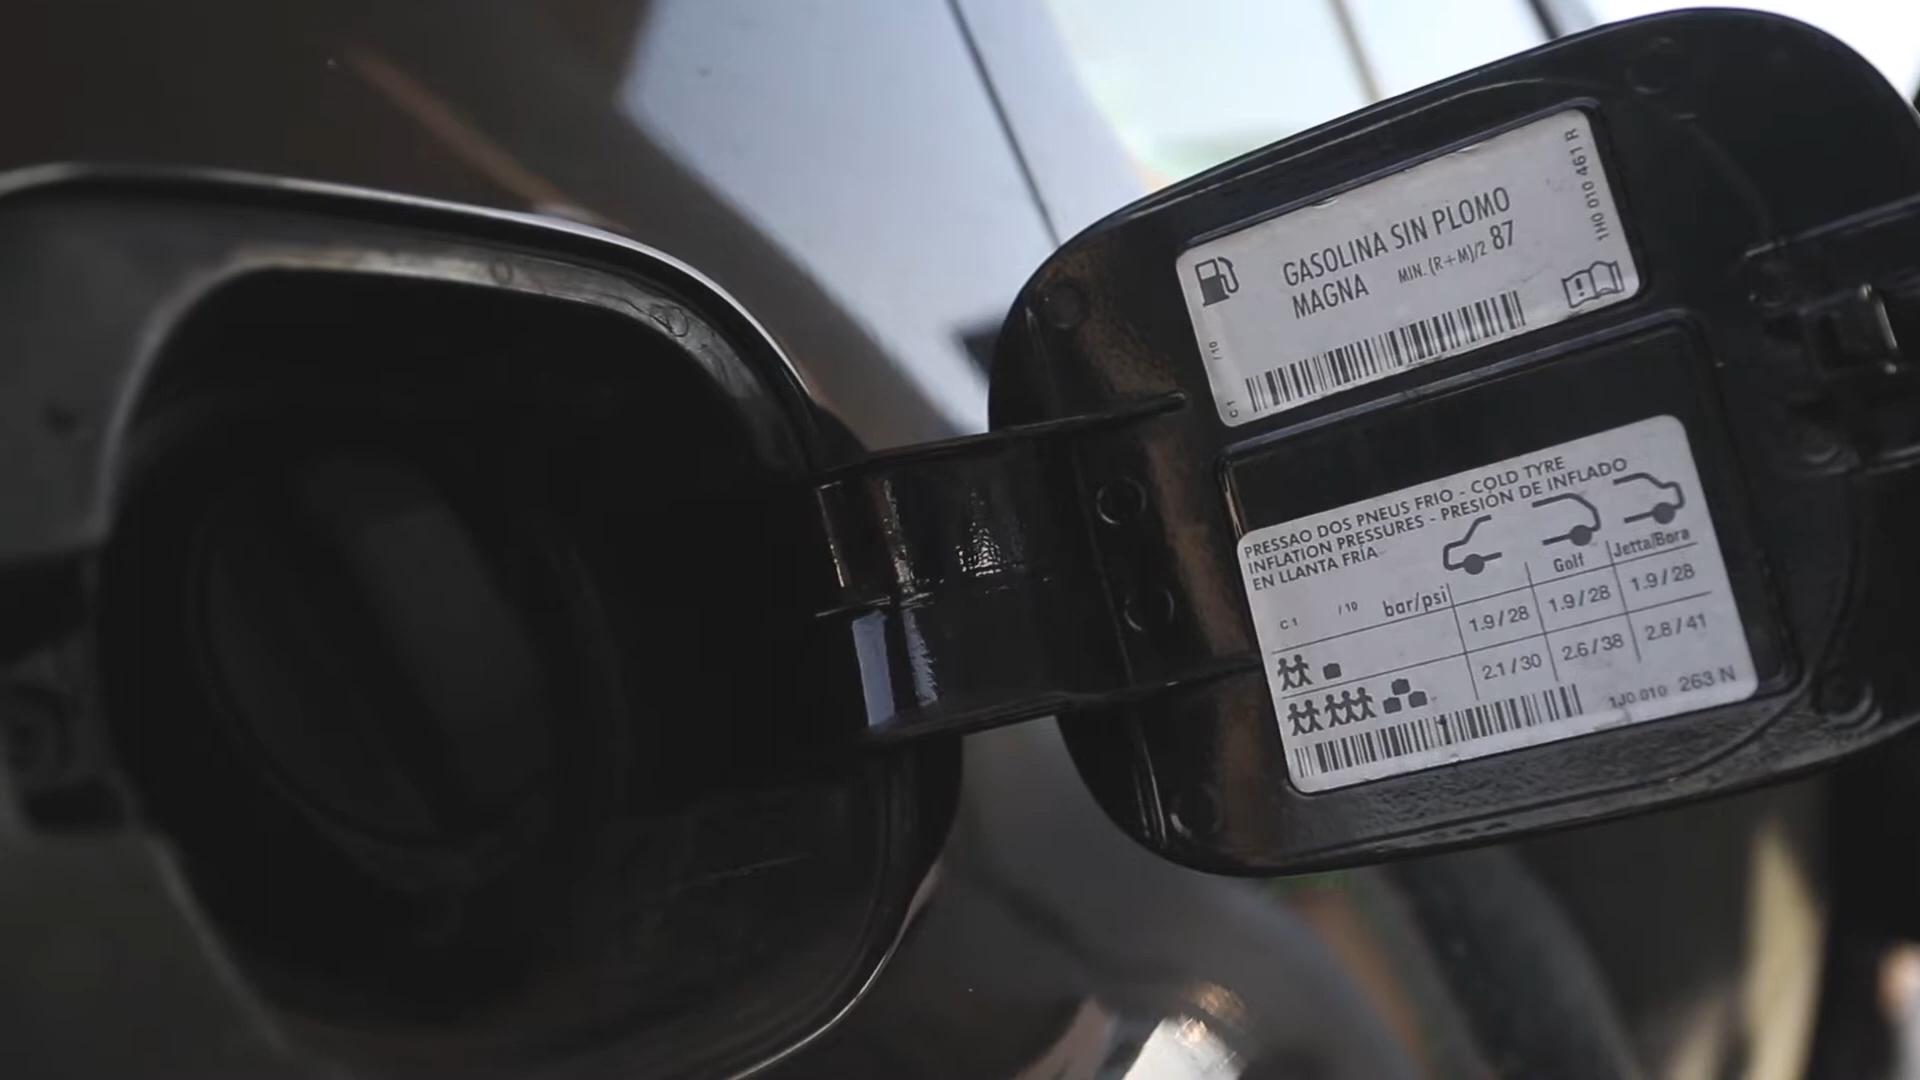 GASOLINA SIN PLOMO
MAGNA MIN. (R+M)/2 87
1H0 010 461 R
C1 /10
PRESSAO DOS PNEUS FRIO - COLD TYRE
INFLATION PRESSURES - PRESIÓN DE INFLADO
EN LLANTA FRÍA
Golf Jetta/Bora
C1 /10 bar/psi
1.9/28 1.9/28 1.9/28
2.1/30 2.6/38 2.8/41
1J0 010 263 N